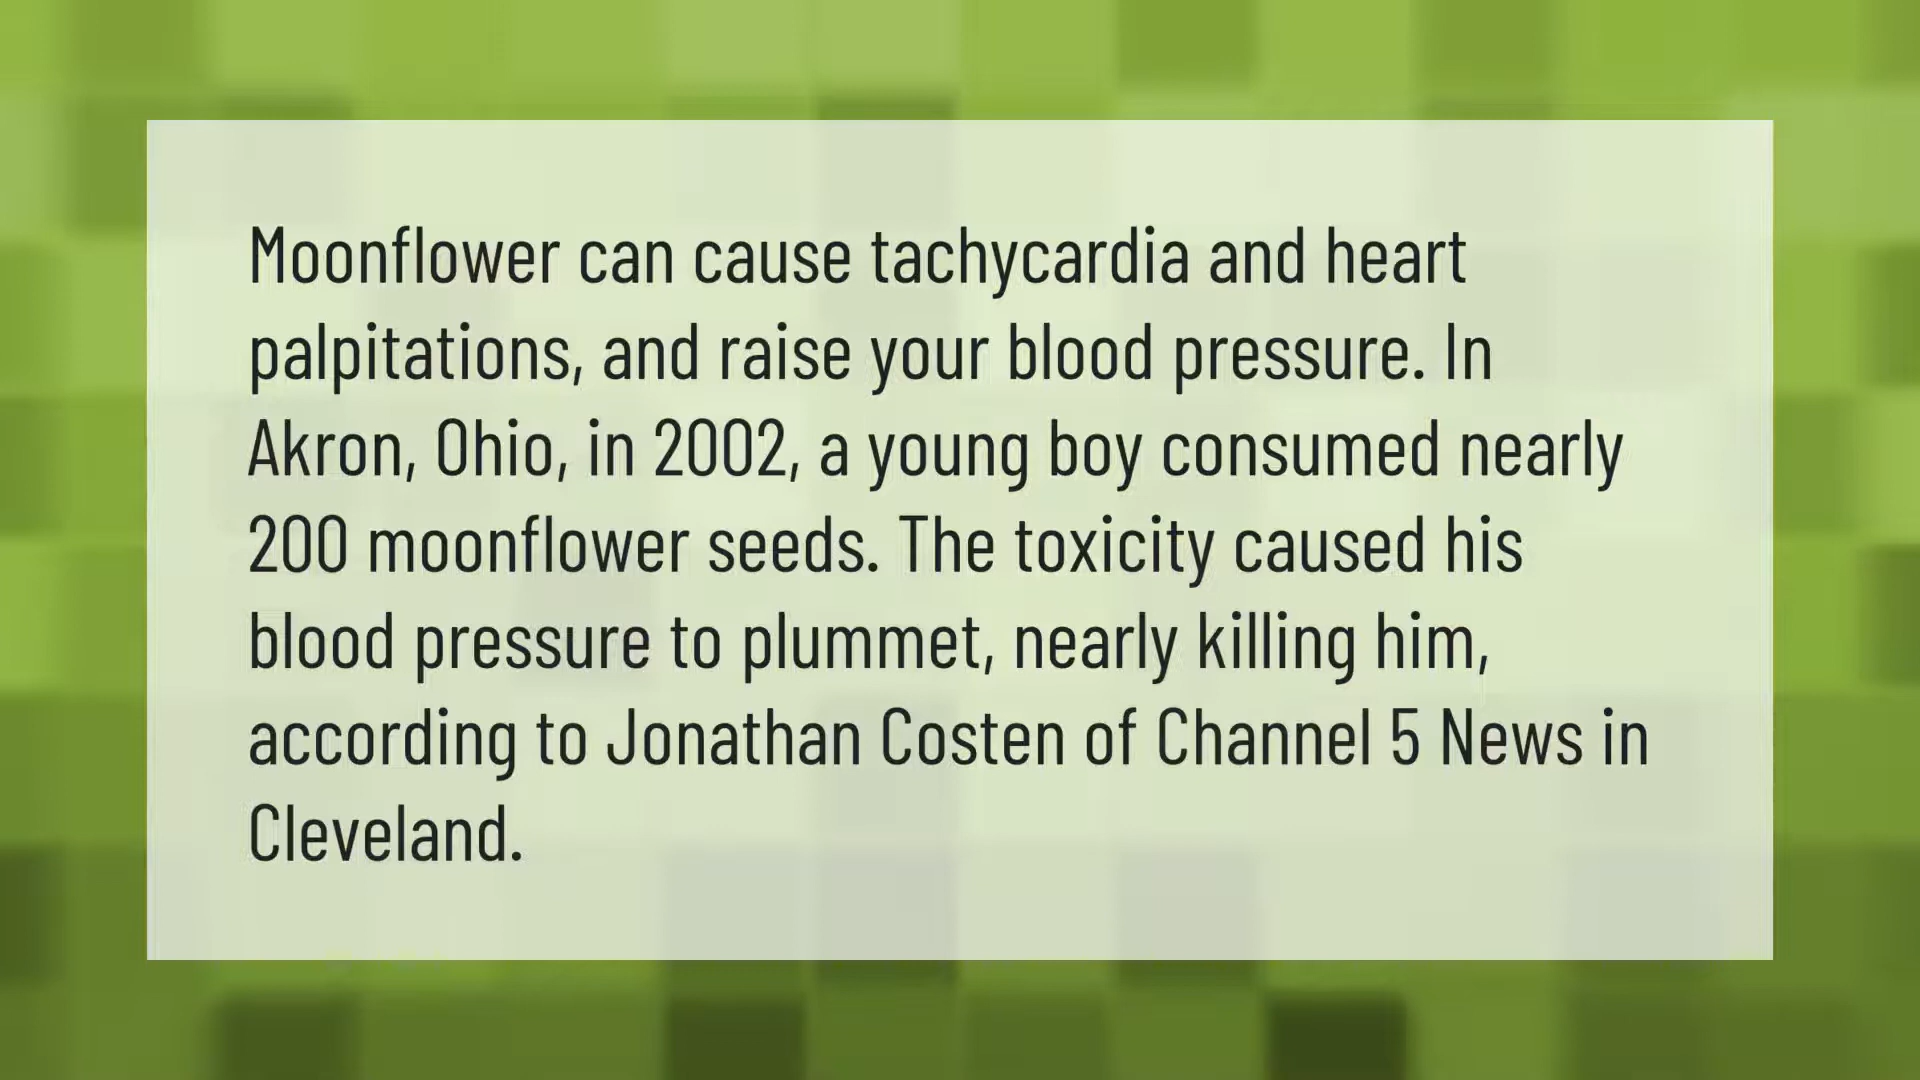 Moonflower can cause tachycardia and heart
palpitations, and raise your blood pressure. In
Akron, Ohio, in 2002, a young boy consumed nearly
200 moonflower seeds. The toxicity caused his
blood pressure to plummet, nearly killing him,
according to Jonathan Costen of Channel 5 News in
Cleveland.